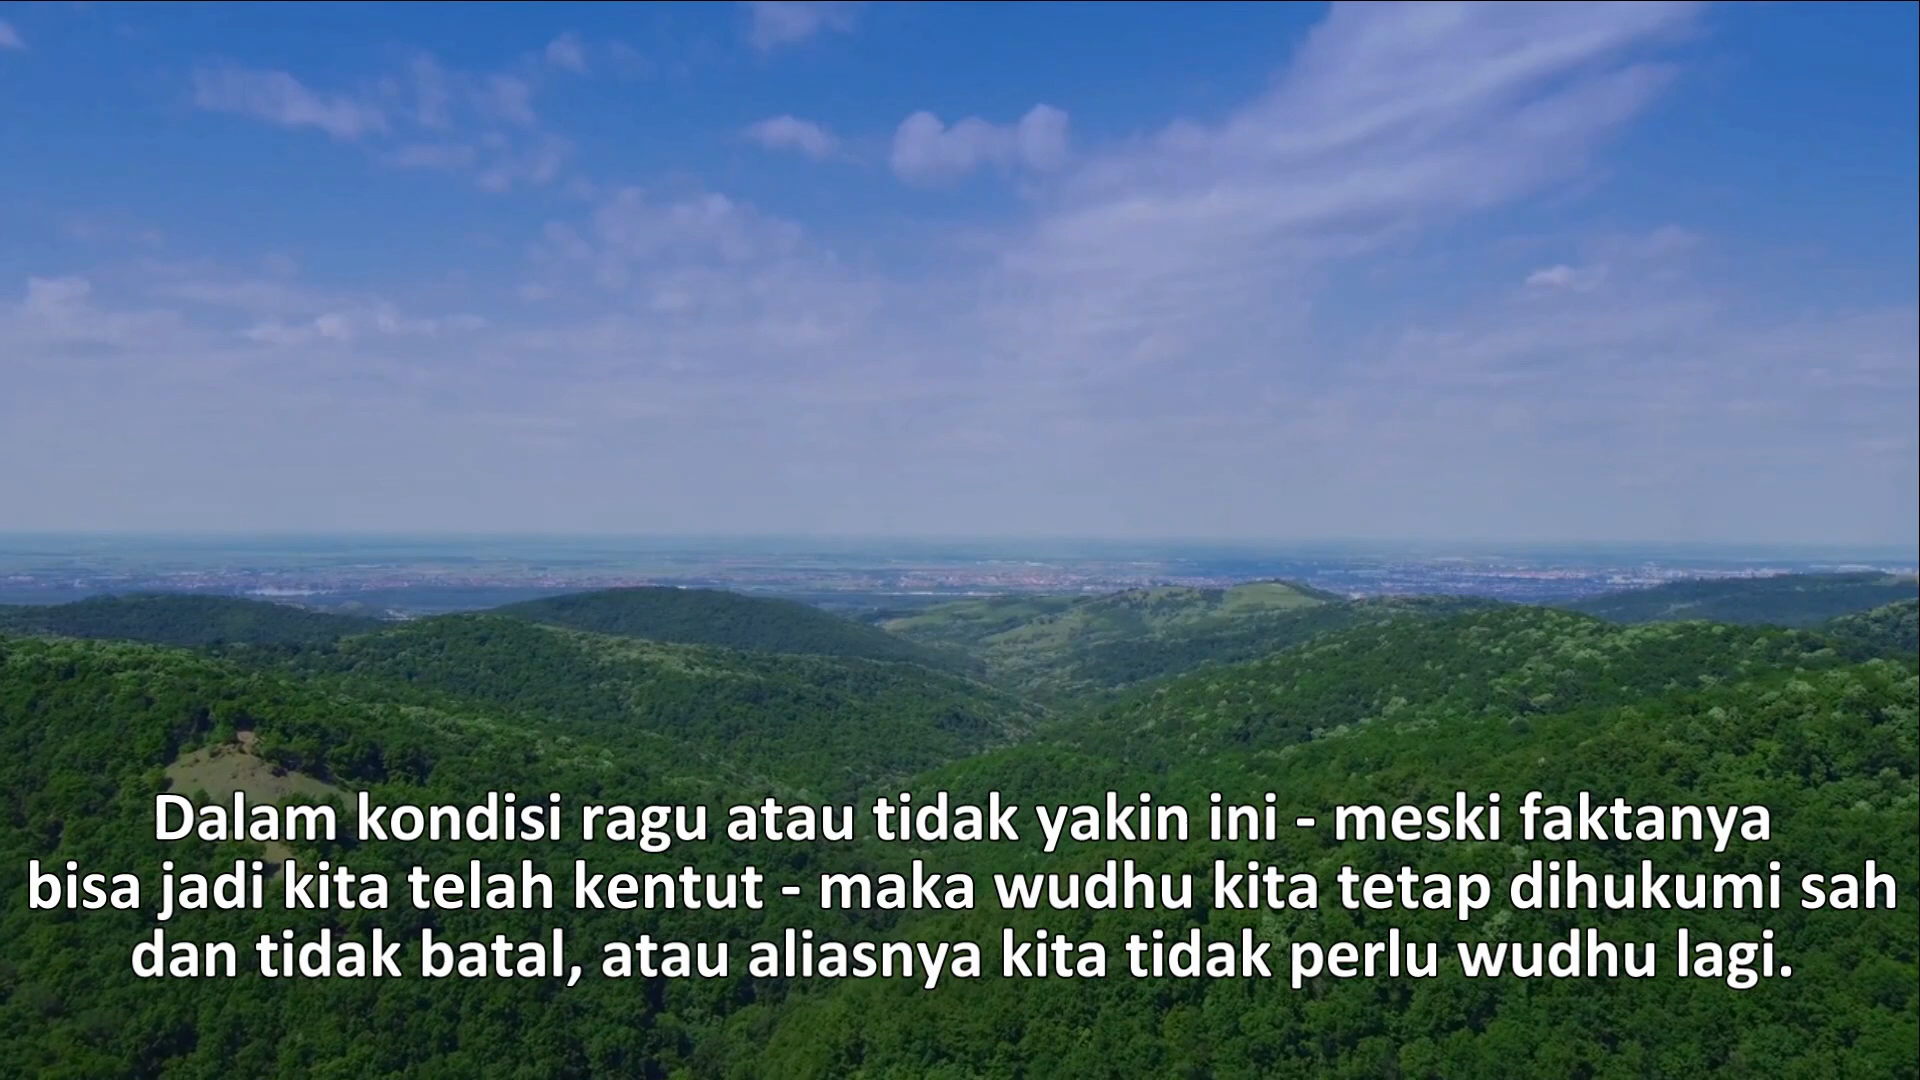 Dalam kondisi ragu atau tidak yakin ini - meski faktanya
bisa jadi kita telah kentut - maka wudhu kita tetap dihukumi sah
dan tidak batal, atau aliasnya kita tidak perlu wudhu lagi.